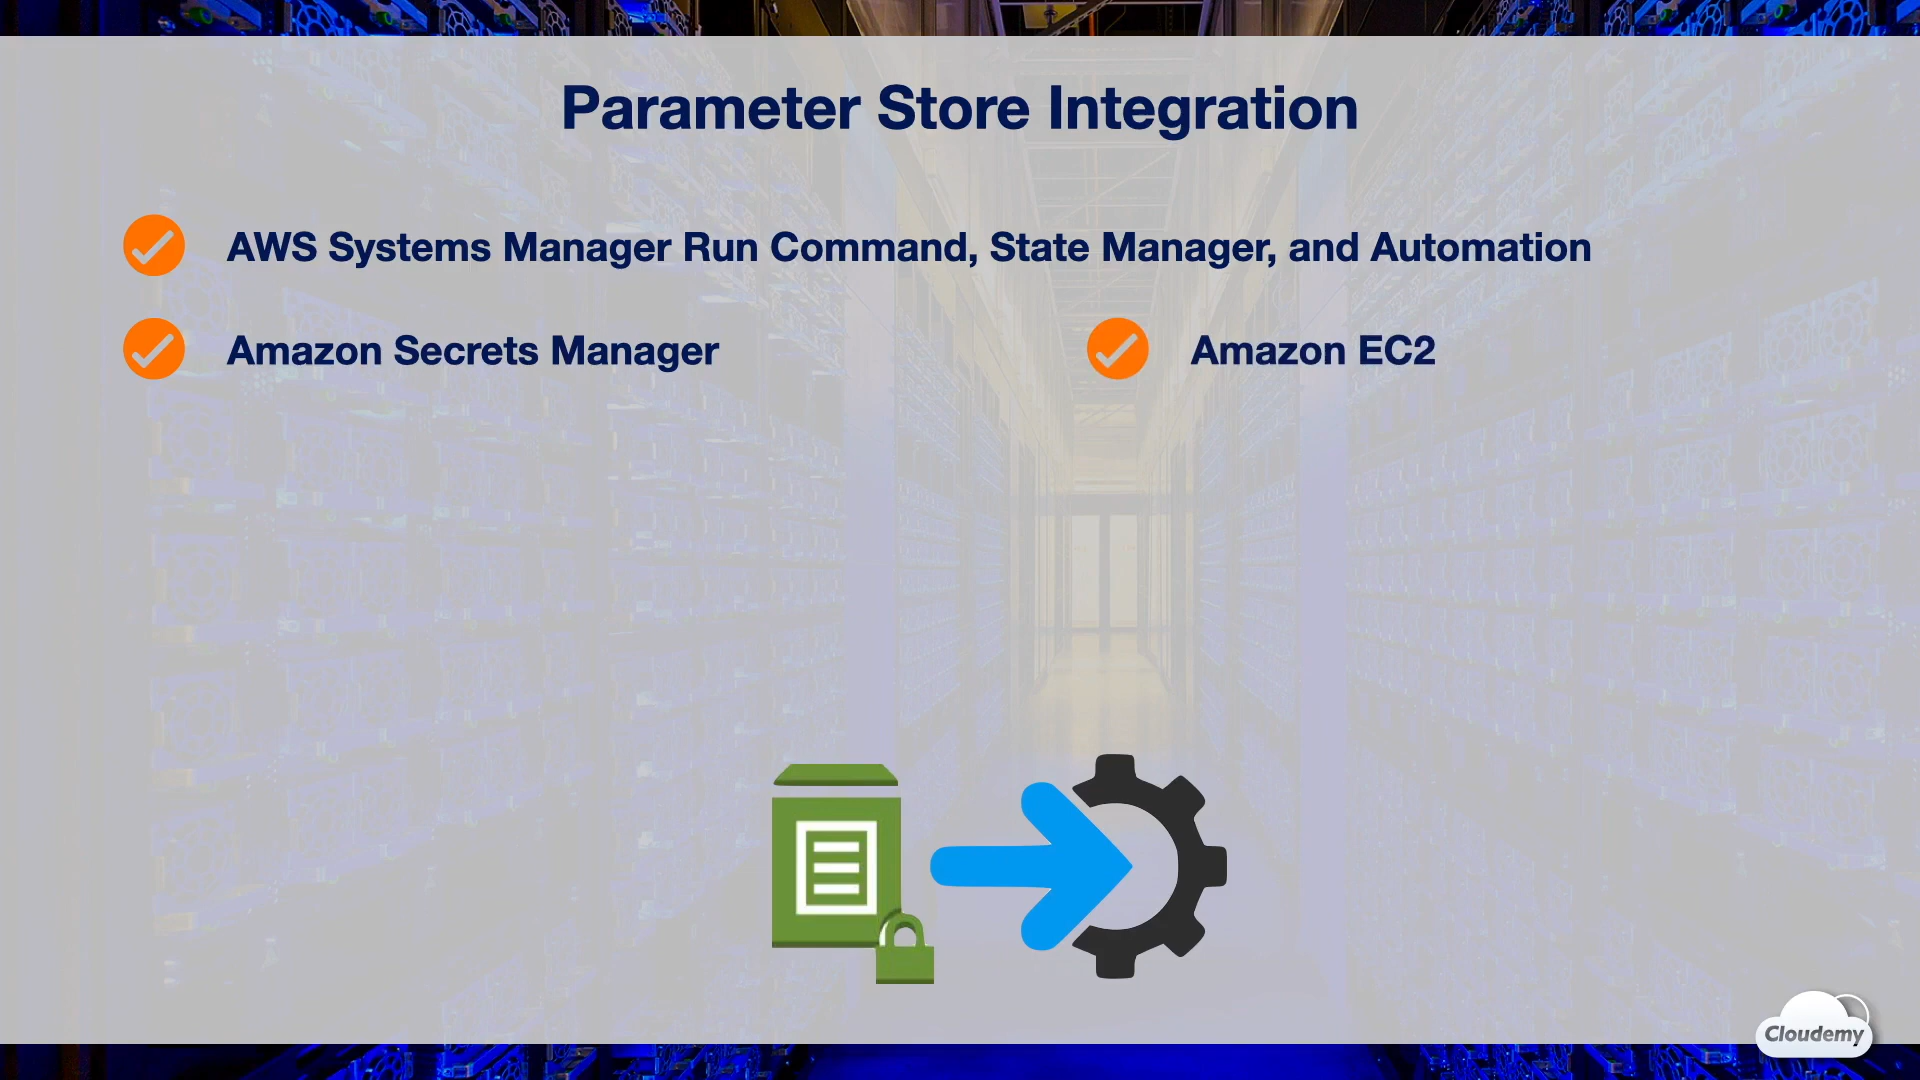 Parameter Store Integration
AWS Systems Manager Run Command, State Manager, and Automation
Amazon Secrets Manager
Amazon EC2
Cloudemy